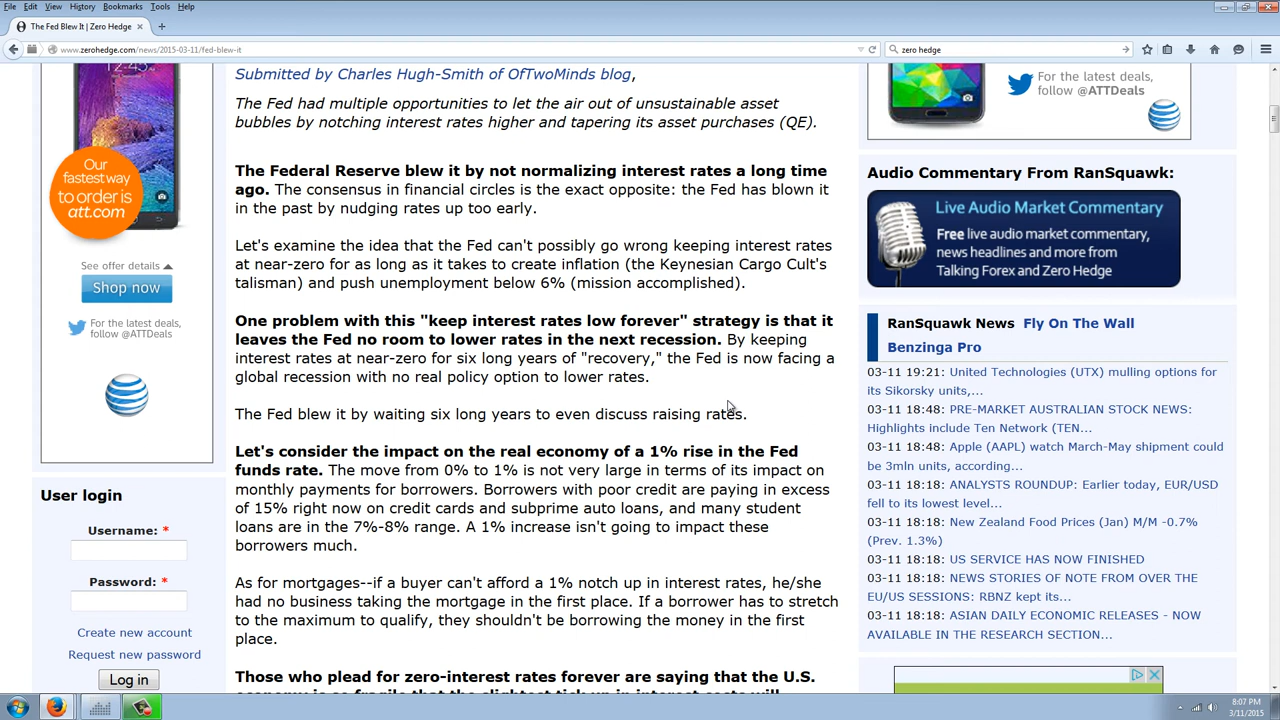 File Edit View History Bookmarks Tools Help
The Fed Blew It | Zero Hedge
www.zerohedge.com/news/2015-03-11/fed-blew-it
zero hedge
12:45
Our
fastest way
to order is
att.com
See offer details
Shop now
For the latest deals,
follow @ATTDeals
User login
Username: *
Password: *
Create new account
Request new password
Log in
Submitted by Charles Hugh-Smith of OfTwoMinds blog,
The Fed had multiple opportunities to let the air out of unsustainable asset
bubbles by notching interest rates higher and tapering its asset purchases (QE).
The Federal Reserve blew it by not normalizing interest rates a long time
ago. The consensus in financial circles is the exact opposite: the Fed has blown it
in the past by nudging rates up too early.
Let's examine the idea that the Fed can't possibly go wrong keeping interest rates
at near-zero for as long as it takes to create inflation (the Keynesian Cargo Cult's
talisman) and push unemployment below 6% (mission accomplished).
One problem with this "keep interest rates low forever" strategy is that it
leaves the Fed no room to lower rates in the next recession. By keeping
interest rates at near-zero for six long years of "recovery," the Fed is now facing a
global recession with no real policy option to lower rates.
The Fed blew it by waiting six long years to even discuss raising rates.
Let's consider the impact on the real economy of a 1% rise in the Fed
funds rate. The move from 0% to 1% is not very large in terms of its impact on
monthly payments for borrowers. Borrowers with poor credit are paying in excess
of 15% right now on credit cards and subprime auto loans, and many student
loans are in the 7%-8% range. A 1% increase isn't going to impact these
borrowers much.
As for mortgages--if a buyer can't afford a 1% notch up in interest rates, he/she
had no business taking the mortgage in the first place. If a borrower has to stretch
to the maximum to qualify, they shouldn't be borrowing the money in the first
place.
Those who plead for zero-interest rates forever are saying that the U.S.
economy is so fragile that the slightest tick up in interest costs will
For the latest deals,
follow @ATTDeals
Audio Commentary From RanSquawk:
Live Audio Market Commentary
Free live audio market commentary,
news headlines and more from
Talking Forex and Zero Hedge
RanSquawk News Fly On The Wall
Benzinga Pro
03-11 19:21: United Technologies (UTX) mulling options for
its Sikorsky units,...
03-11 18:48: PRE-MARKET AUSTRALIAN STOCK NEWS:
Highlights include Ten Network (TEN...
03-11 18:48: Apple (AAPL) watch March-May shipment could
be 3mln units, according...
03-11 18:18: ANALYSTS ROUNDUP: Earlier today, EUR/USD
fell to its lowest level...
03-11 18:18: New Zealand Food Prices (Jan) M/M -0.7%
(Prev. 1.3%)
03-11 18:18: US SERVICE HAS NOW FINISHED
03-11 18:18: NEWS STORIES OF NOTE FROM OVER THE
EU/US SESSIONS: RBNZ kept its...
03-11 18:18: ASIAN DAILY ECONOMIC RELEASES - NOW
AVAILABLE IN THE RESEARCH SECTION...
8:07 PM
3/11/2015